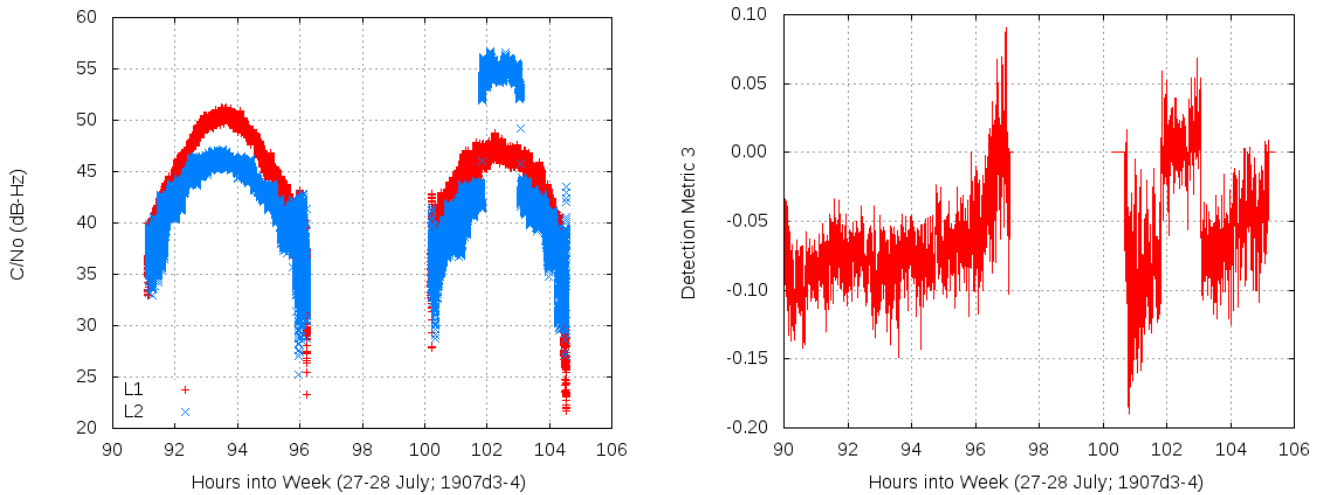 60
55
50
45
40
35
30
25
20
C/No (dB-Hz)
L1
L2
90 92 94 96 98 100 102 104 106
Hours into Week (27-28 July; 1907d3-4)
0.10
0.05
0.00
-0.05
-0.10
-0.15
-0.20
Detection Metric 3
90 92 94 96 98 100 102 104 106
Hours into Week (27-28 July; 1907d3-4)